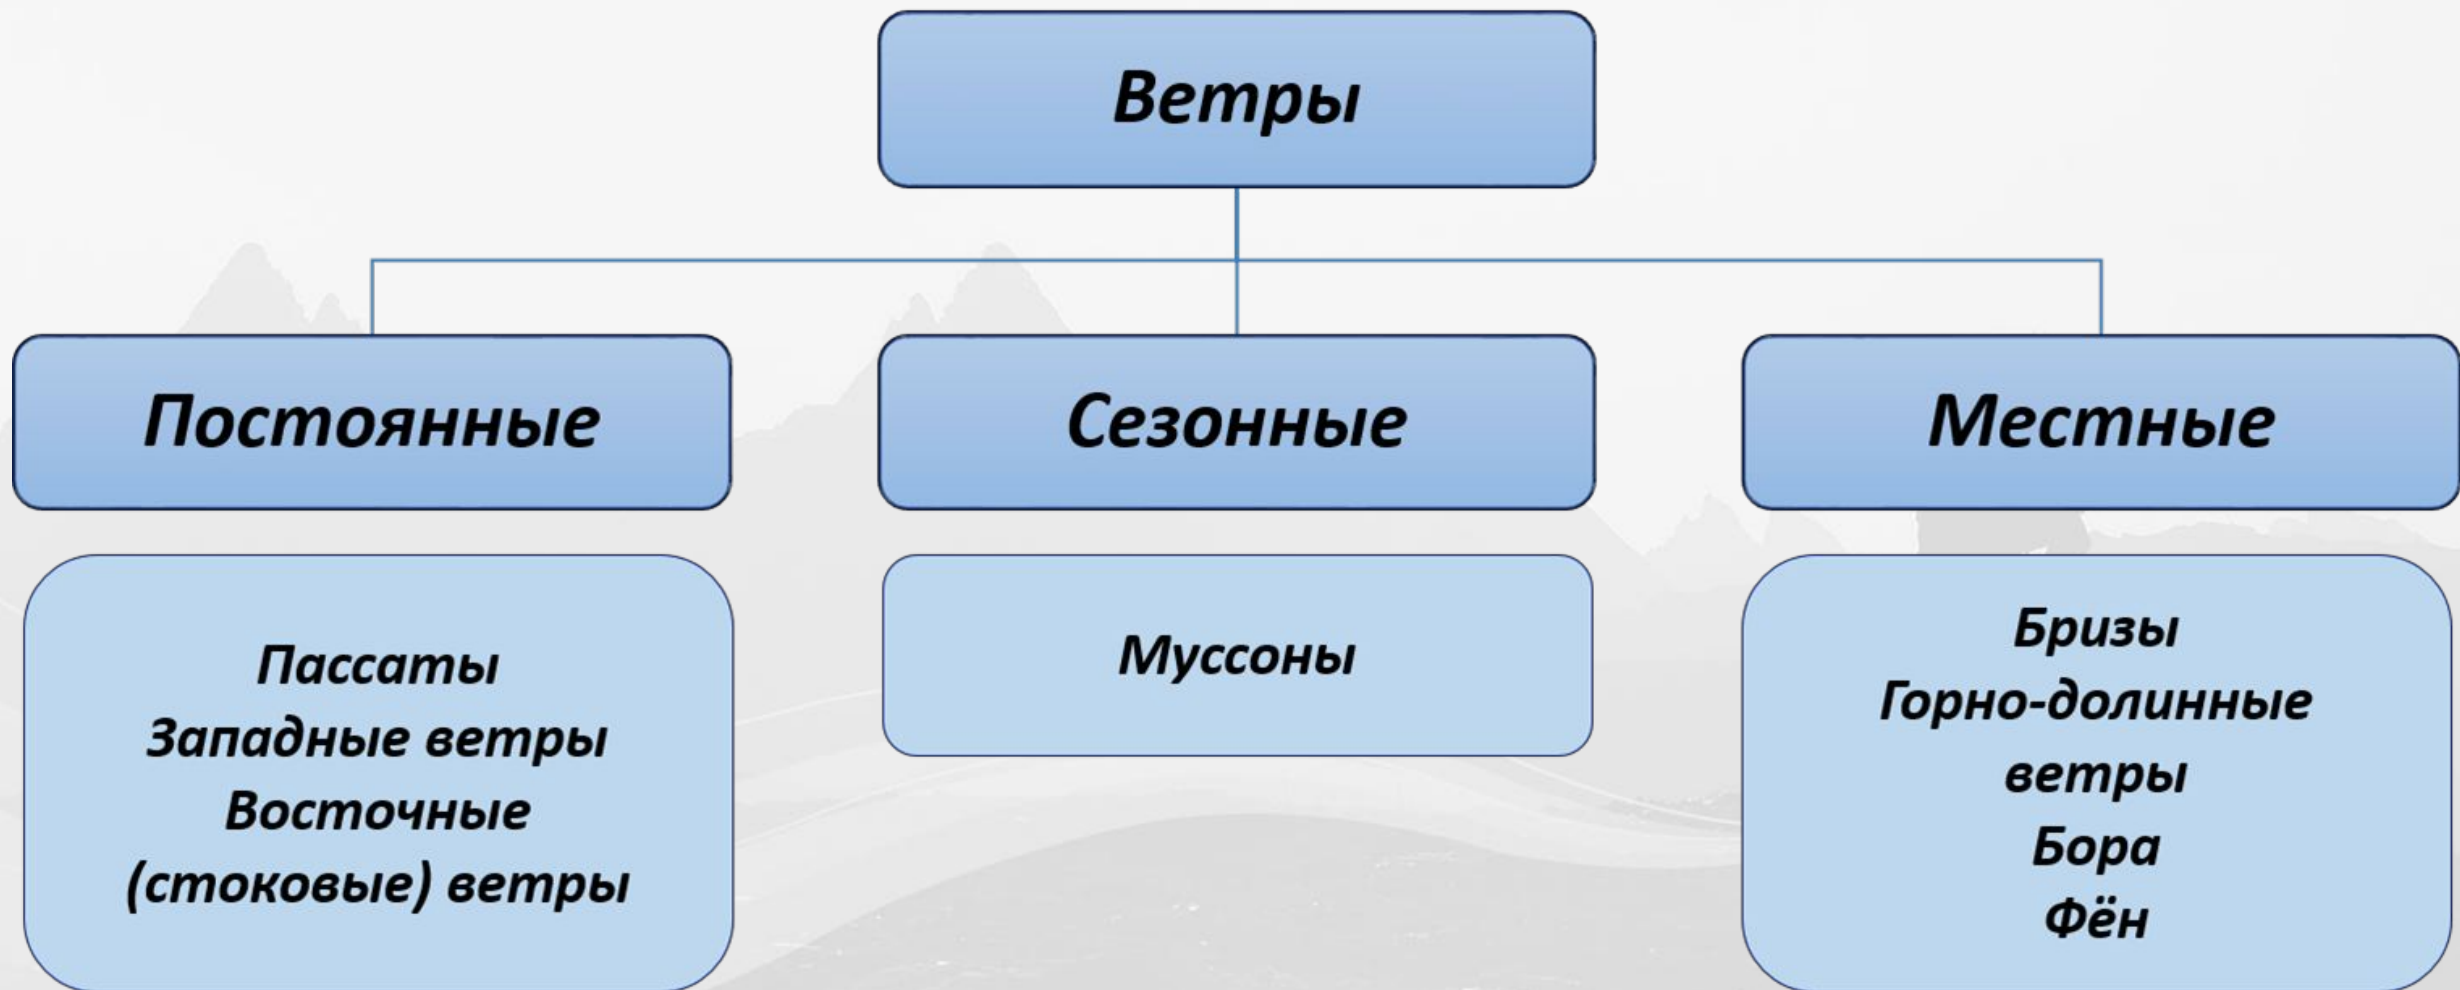 Ветры
Постоянные
Сезонные
Местные
Пассаты
Западные ветры
Восточные
(стоковые) ветры
Муссоны
Бризы
Горно-долинные
ветры
Бора
Фён